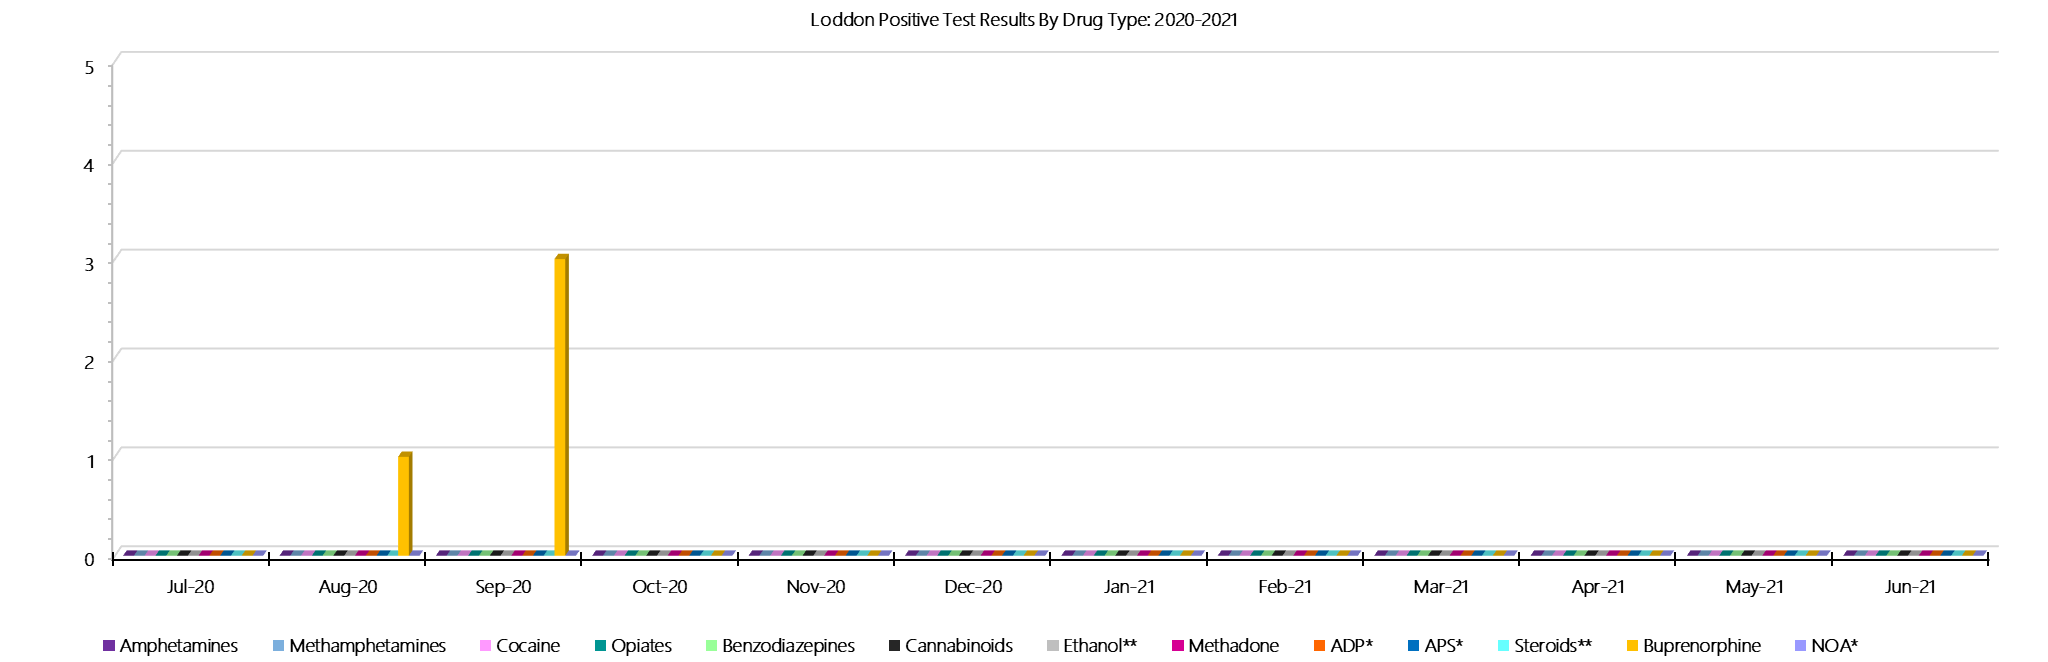 Loddon Positive Test Results By Drug Type: 2020-2021
5
4
3
2
1
0
Jul-20 Aug-20 Sep-20 Oct-20 Nov-20 Dec-20 Jan-21 Feb-21 Mar-21 Apr-21 May-21 Jun-21
Amphetamines Methamphetamines Cocaine Opiates Benzodiazepines Cannabinoids Ethanol** Methadone ADP* APS* Steroids** Buprenorphine NOA*